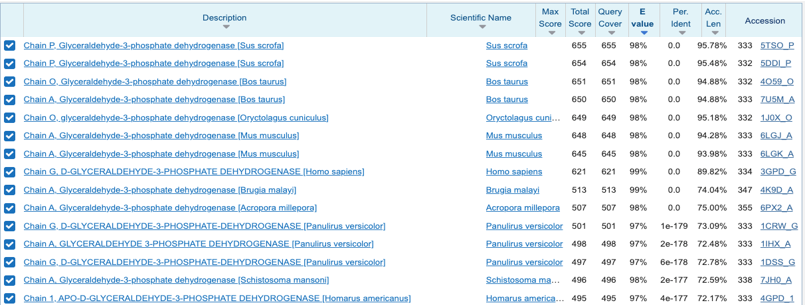 Description Scientific Name Max Score Total Score Query Cover E value Per. Ident Acc. Len Accession
Chain P, Glyceraldehyde-3-phosphate dehydrogenase [Sus scrofa] Sus scrofa 655 655 98% 0.0 95.78% 333 5TSO_P
Chain P, Glyceraldehyde-3-phosphate dehydrogenase [Sus scrofa] Sus scrofa 654 654 98% 0.0 95.48% 332 5DDI_P
Chain O, Glyceraldehyde-3-phosphate dehydrogenase [Bos taurus] Bos taurus 651 651 98% 0.0 94.88% 332 4O59_O
Chain A, Glyceraldehyde-3-phosphate dehydrogenase [Bos taurus] Bos taurus 650 650 98% 0.0 94.88% 333 7U5M_A
Chain O, glyceraldehyde-3-phosphate dehydrogenase [Oryctolagus cuniculus] Oryctolagus cuni... 649 649 98% 0.0 95.18% 332 1J0X_O
Chain A, Glyceraldehyde-3-phosphate dehydrogenase [Mus musculus] Mus musculus 648 648 98% 0.0 94.28% 333 6LGJ_A
Chain A, Glyceraldehyde-3-phosphate dehydrogenase [Mus musculus] Mus musculus 645 645 98% 0.0 93.98% 333 6LGK_A
Chain G, D-GLYCERALDEHYDE-3-PHOSPHATE DEHYDROGENASE [Homo sapiens] Homo sapiens 621 621 99% 0.0 89.82% 334 3GPD_G
Chain A, Glyceraldehyde-3-phosphate dehydrogenase [Brugia malayi] Brugia malayi 513 513 99% 0.0 74.04% 347 4K9D_A
Chain A, Glyceraldehyde-3-phosphate dehydrogenase [Acropora millepora] Acropora millepora 507 507 98% 0.0 75.00% 355 6PX2_A
Chain G, D-GLYCERALDEHYDE-3-PHOSPHATE-DEHYDROGENASE [Panulirus versicolor] Panulirus versicolor 501 501 97% 1e-179 73.09% 333 1CRW_G
Chain A, GLYCERALDEHYDE 3-PHOSPHATE DEHYDROGENASE [Panulirus versicolor] Panulirus versicolor 498 498 97% 2e-178 72.48% 333 1IHX_A
Chain G, D-GLYCERALDEHYDE-3-PHOSPHATE-DEHYDROGENASE [Panulirus versicolor] Panulirus versicolor 497 497 97% 6e-178 72.78% 333 1DSS_G
Chain A, Glyceraldehyde-3-phosphate dehydrogenase [Schistosoma mansoni] Schistosoma ma... 496 496 98% 2e-177 72.59% 338 7JH0_A
Chain 1, APO-D-GLYCERALDEHYDE-3-PHOSPHATE DEHYDROGENASE [Homarus americanus] Homarus america... 495 495 97% 4e-177 72.17% 333 4GPD_1